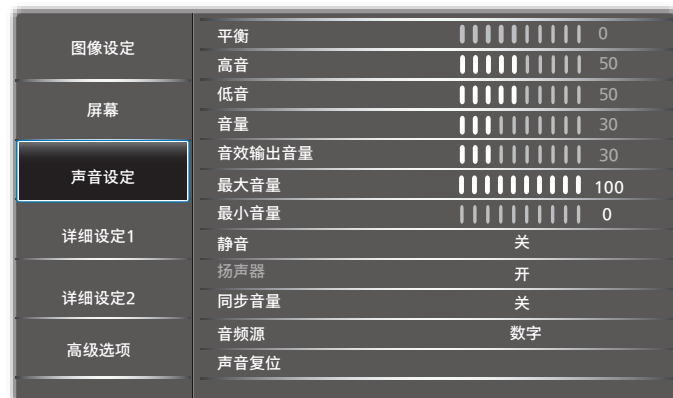 图像设定
屏幕
声音设定
详细设定1
详细设定2
高级选项
平衡 0
高音 50
低音 50
音量 30
音效输出音量 30
最大音量 100
最小音量 0
静音 关
扬声器 开
同步音量 关
音频源 数字
声音复位